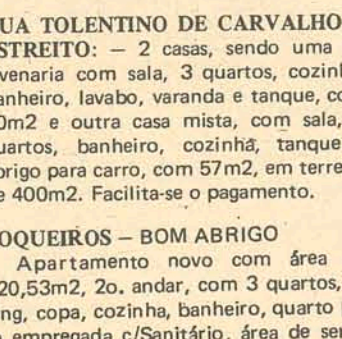 UA TOLENTINO DE CARVALHO
STREITO: — 2 casas, sendo uma
venaria com sala, 3 quartos, cozinh
anheiro, lavabo, varanda e tanque, co
0m2 e outra casa mista, com sala,
uartos, banheiro, cozinhá, tanque
origo para carro, com 57m2, em terre
e 400m2. Facilita-se o pagamento.
OQUEIROS — BOM ABRIGO
Apartamento novo com área
20,53m2, 2o. andar, com 3 quartos,
ng, copa, cozinha, banheiro, quarto
empregada c/Sanitário, área de ser